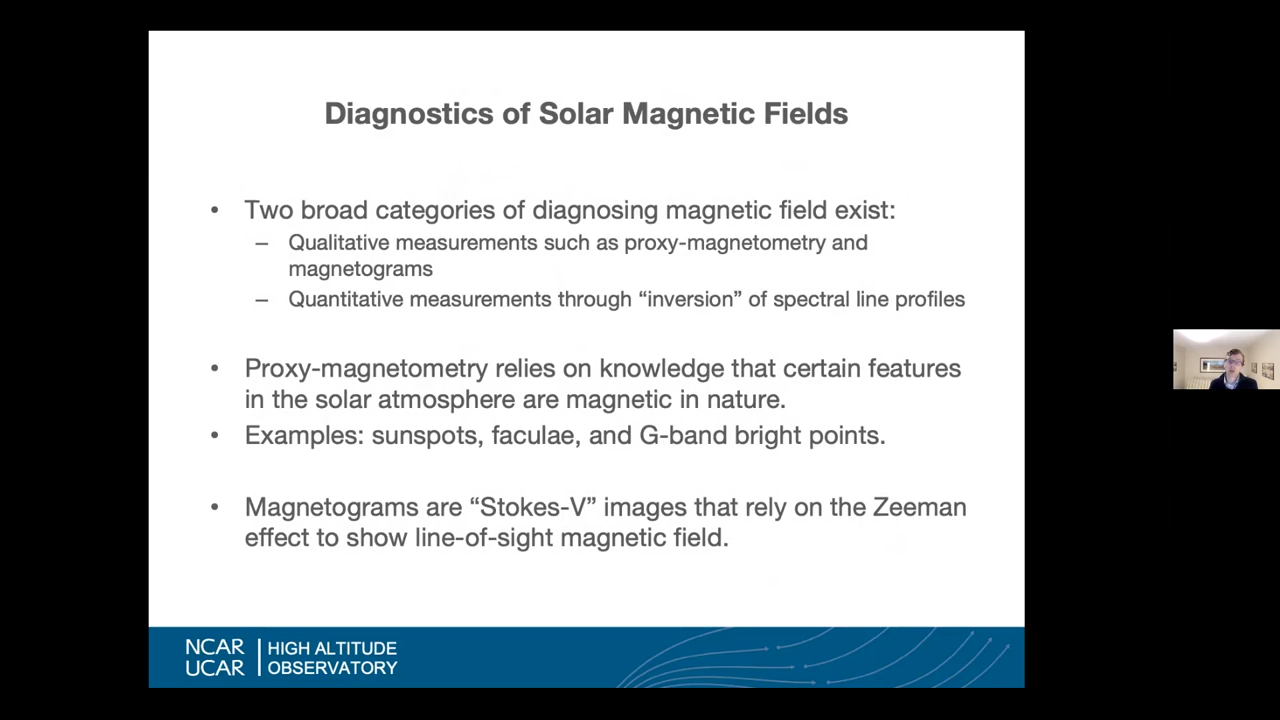 Diagnostics of Solar Magnetic Fields
• Two broad categories of diagnosing magnetic field exist:
– Qualitative measurements such as proxy-magnetometry and
magnetograms
– Quantitative measurements through “inversion” of spectral line profiles
• Proxy-magnetometry relies on knowledge that certain features
in the solar atmosphere are magnetic in nature.
• Examples: sunspots, faculae, and G-band bright points.
• Magnetograms are “Stokes-V” images that rely on the Zeeman
effect to show line-of-sight magnetic field.
NCAR
UCAR
HIGH ALTITUDE
OBSERVATORY